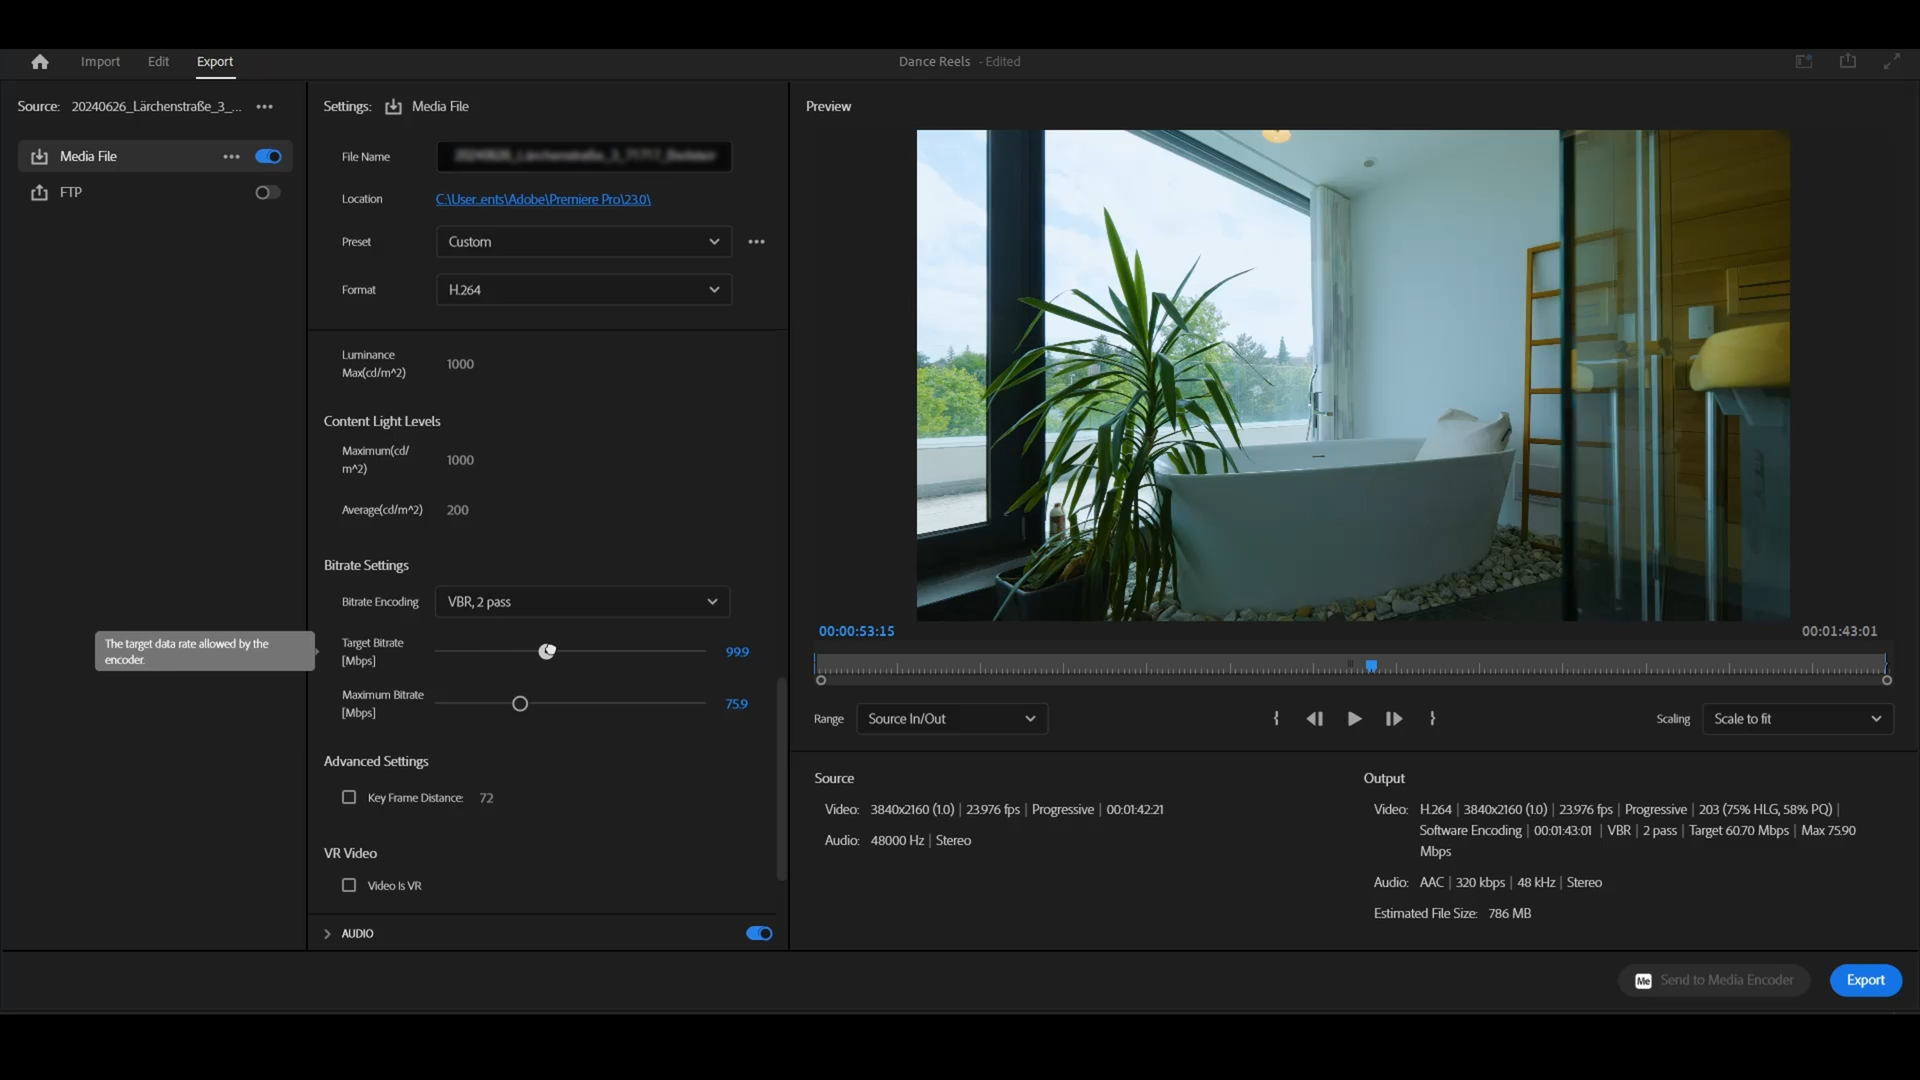 Import
Edit
Export
Dance Reels - Edited
Source: 20240626_Lärchenstraße_3_... •••
Media File •••
FTP
Settings: Media File
File Name
Location C:\User..ents\Adobe\Premiere Pro\23.0\
Preset Custom •••
Format H.264
Luminance
Max(cd/m^2) 1000
Content Light Levels
Maximum(cd/
m^2) 1000
Average(cd/m^2) 200
Bitrate Settings
Bitrate Encoding VBR, 2 pass
The target data rate allowed by the
encoder.
Target Bitrate
[Mbps] 99.9
Maximum Bitrate
[Mbps] 75.9
Advanced Settings
Key Frame Distance: 72
VR Video
Video Is VR
AUDIO
Preview
00:00:53:15
00:01:43:01
Range Source In/Out
Scaling Scale to fit
Source
Video: 3840x2160 (1.0) | 23.976 fps | Progressive | 00:01:42:21
Audio: 48000 Hz | Stereo
Output
Video: H.264 | 3840x2160 (1.0) | 23.976 fps | Progressive | 203 (75% HLG, 58% PQ) |
Software Encoding | 00:01:43:01 | VBR | 2 pass | Target 60.70 Mbps | Max 75.90
Mbps
Audio: AAC | 320 kbps | 48 kHz | Stereo
Estimated File Size: 786 MB
Me Send to Media Encoder
Export